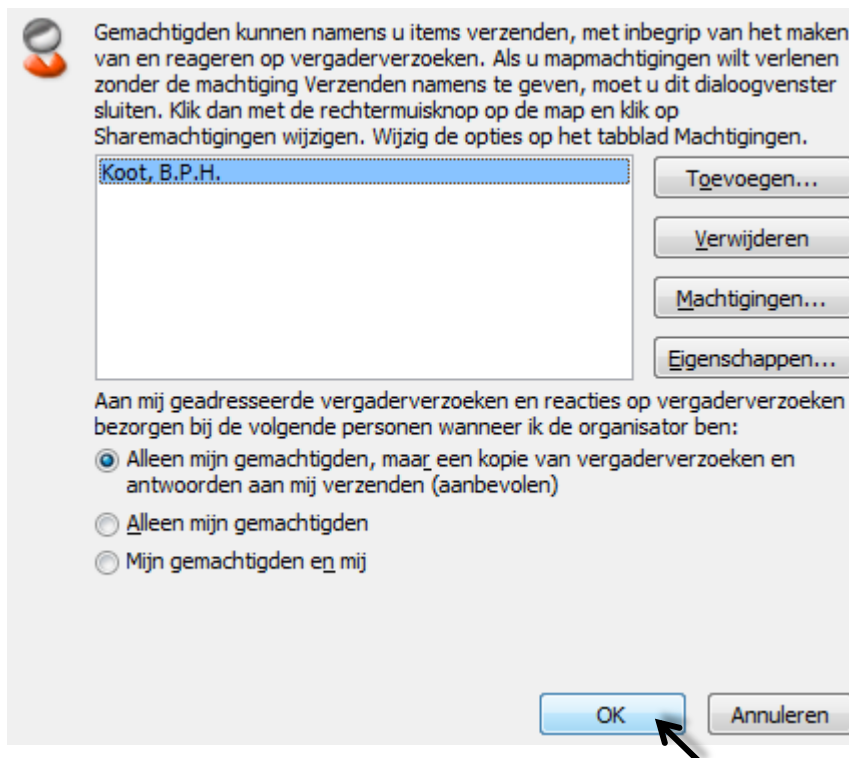 Gemachtigden kunnen namens u items verzenden, met inbegrip van het maken
van en reageren op vergaderverzoeken. Als u mapmachtigingen wilt verlenen
zonder de machtiging Verzenden namens te geven, moet u dit dialoogvenster
sluiten. Klik dan met de rechtermuisknop op de map en klik op
Sharemachtigingen wijzigen. Wijzig de opties op het tabblad Machtigingen.
Koot, B.P.H.
Toevoegen...
Verwijderen
Machtigingen...
Eigenschappen...
Aan mij geadresseerde vergaderverzoeken en reacties op vergaderverzoeken
bezorgen bij de volgende personen wanneer ik de organisator ben:
Alleen mijn gemachtigden, maar een kopie van vergaderverzoeken en
antwoorden aan mij verzenden (aanbevolen)
Alleen mijn gemachtigden
Mijn gemachtigden en mij
OK
Annuleren